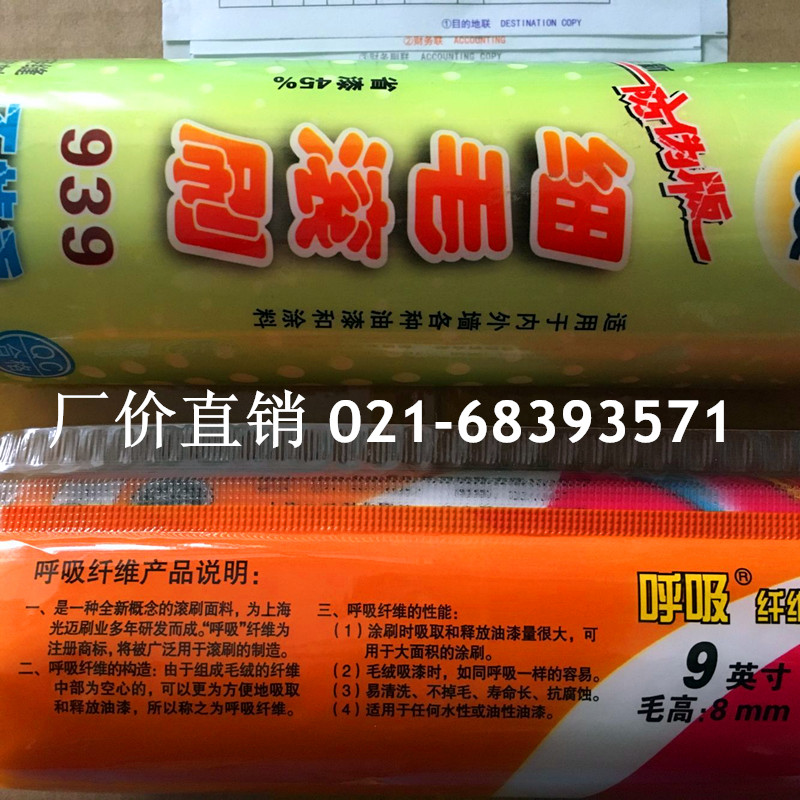 ①目的地联 DESTINATION COPY
②财务联 ACCOUNTING
③财务联 ACCOUNTING COPY
省漆45%
细毛滚刷
939
适用于内外墙各种油漆和涂料
QC
合格
厂价直销 021-68393571
呼吸纤维产品说明:
一、是一种全新概念的滚刷面料，为上海
光迈刷业多年研发而成。“呼吸”纤维为
注册商标，将被广泛用于滚刷的制造。
二、呼吸纤维的构造：由于组成毛绒的纤维
中部为空心的，可以更为方便地吸取
和释放油漆，所以称之为呼吸纤维。
三、呼吸纤维的性能：
（1）涂刷时吸取和释放油漆量很大，可
用于大面积的涂刷。
（2）毛绒吸漆时，如同呼吸一样的容易。
（3）易清洗、不掉毛、寿命长、抗腐蚀。
（4）适用于任何水性或油性油漆。
呼吸® 纤维
9 英寸
毛高:8 mm